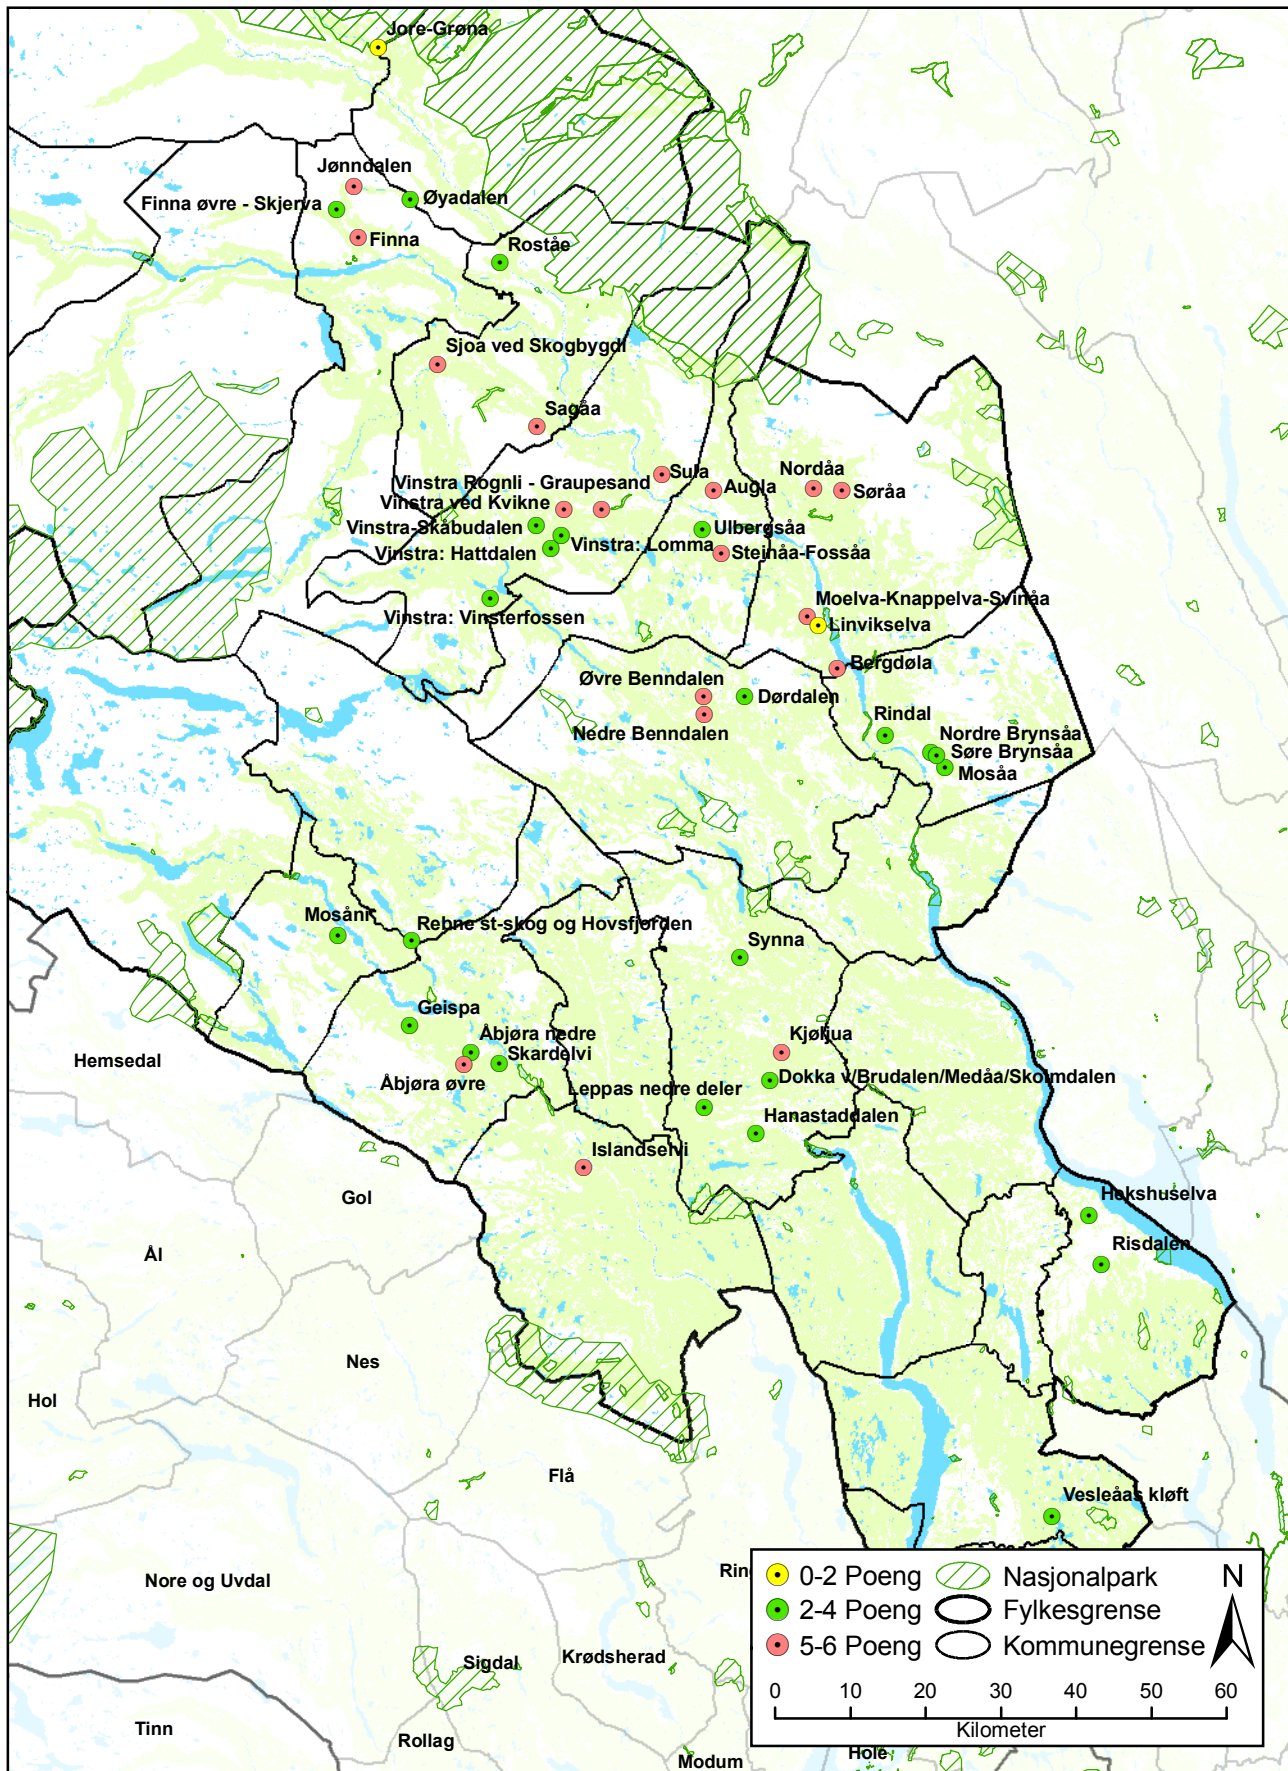 Jore-Grøna
Jønndalen
Finna øvre - Skjerva
Øyadalen
Finna
Roståe
Sjoa ved Skogbygdi
Sagåa
Sula
Vinstra Rognli - Graupesand
Augla
Nordåa
Søråa
Vinstra ved Kvikne
Vinstra-Skåbudalen
Ulbergsåa
Vinstra: Lomma
Vinstra: Hattdalen
Steinåa-Fossåa
Moelva-Knappelva-Svinåa
Vinstra: Vinsterfossen
Linvikselva
Bergdøla
Øvre Benndalen
Dørdalen
Nedre Benndalen
Rindal
Nordre Brynsåa
Søre Brynsåa
Mosåa
Mosåni
Rebne st-skog og Hovsfjorden
Synna
Geispa
Åbjøra nedre
Skardelvi
Åbjøra øvre
Kjøljua
Hemsedal
Dokka v/Brudalen/Medåa/Skolmdalen
Leppas nedre deler
Hanastaddalen
Islandselvi
Gol
Hekshuselva
Ål
Risdalen
Nes
Hol
Flå
Vesleåas kløft
Nore og Uvdal
Sigdal
Krødsherad
Tinn
Rollag
Modum
Hole
0-2 Poeng
Nasjonalpark
N
2-4 Poeng
Fylkesgrense
5-6 Poeng
Kommunegrense
0 10 20 30 40 50 60
Kilometer